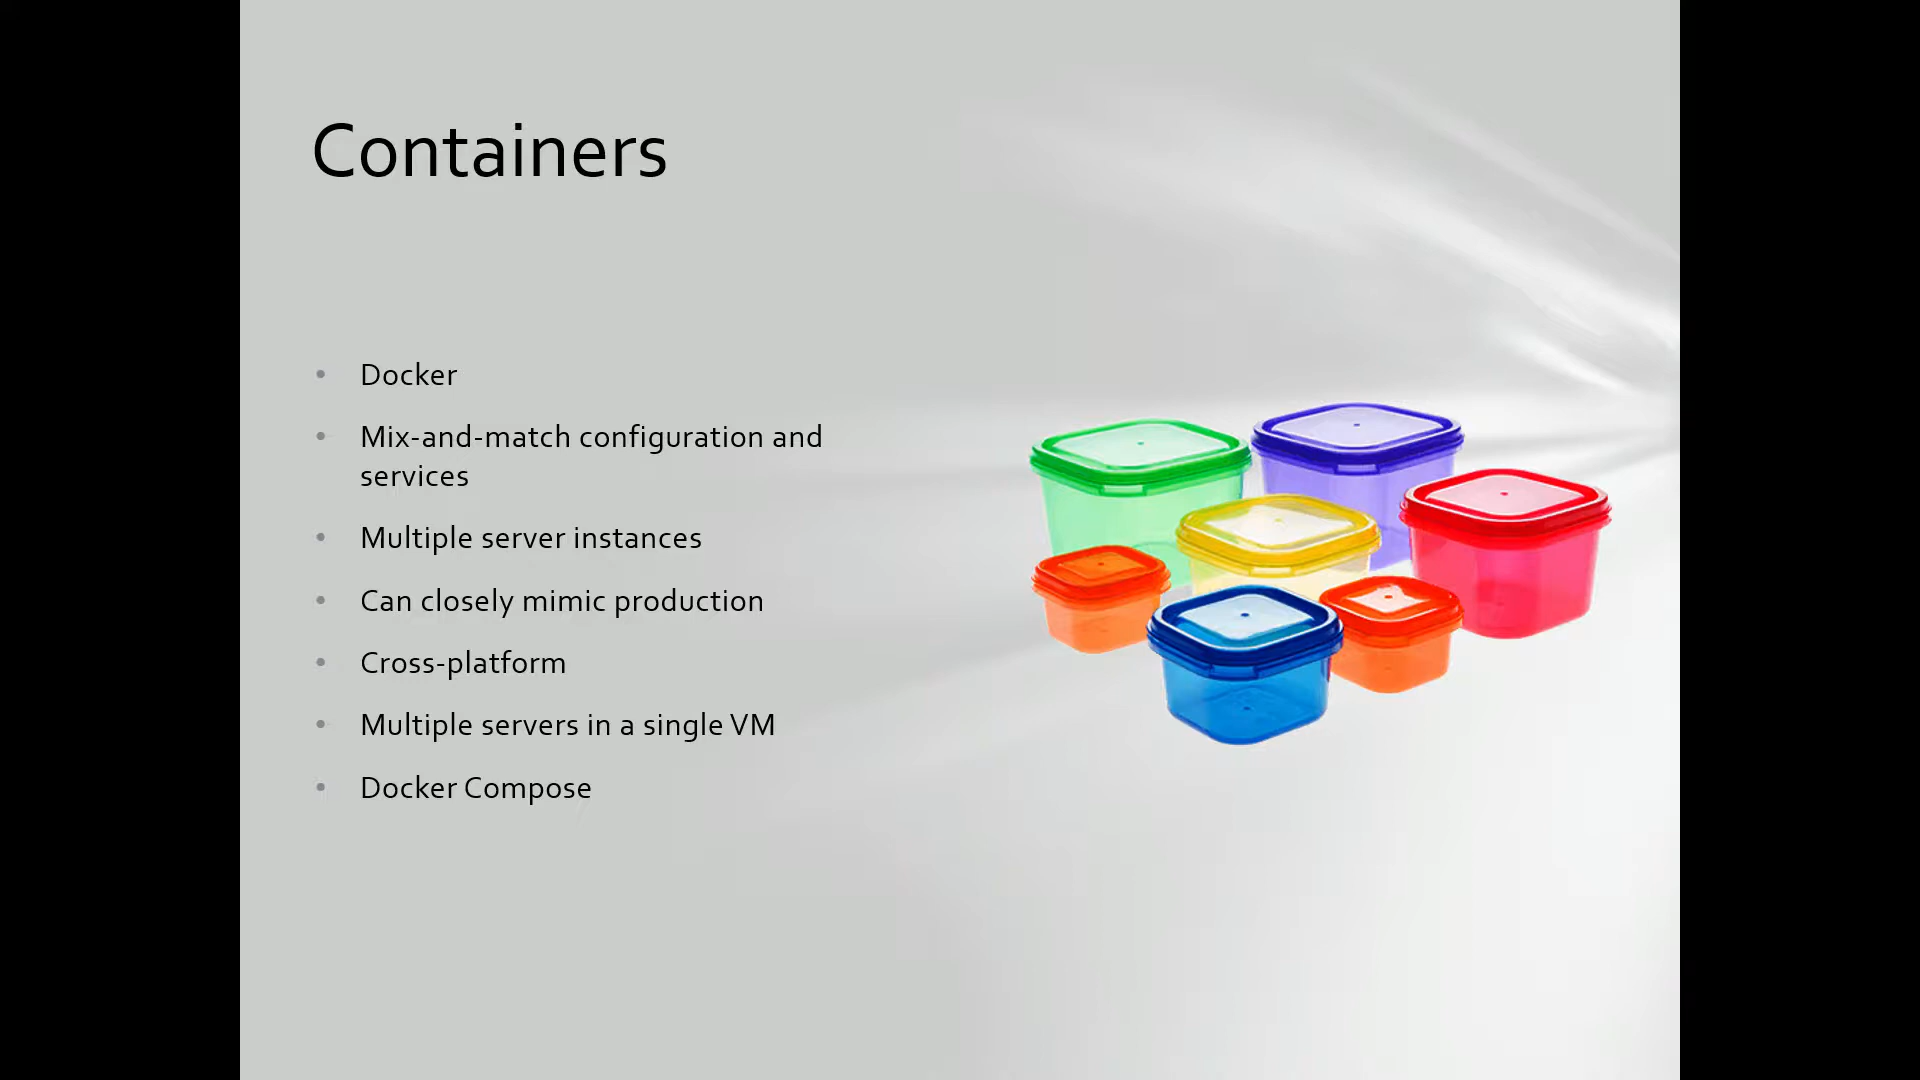 Containers
Docker
Mix-and-match configuration and
services
Multiple server instances
Can closely mimic production
Cross-platform
Multiple servers in a single VM
Docker Compose